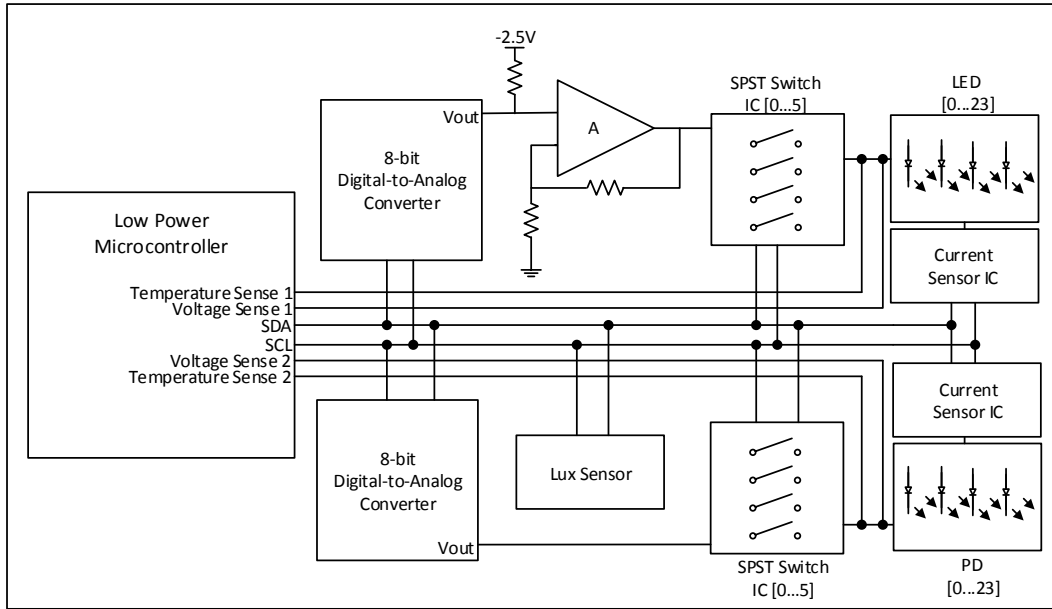 -2.5V
SPST Switch
IC [0...5]
LED
[0...23]
Vout
A
8-bit
Digital-to-Analog
Converter
Low Power
Microcontroller
Current
Sensor IC
Temperature Sense 1
Voltage Sense 1
SDA
SCL
Voltage Sense 2
Temperature Sense 2
Current
Sensor IC
8-bit
Digital-to-Analog
Converter
Lux Sensor
Vout
SPST Switch
IC [0...5]
PD
[0...23]